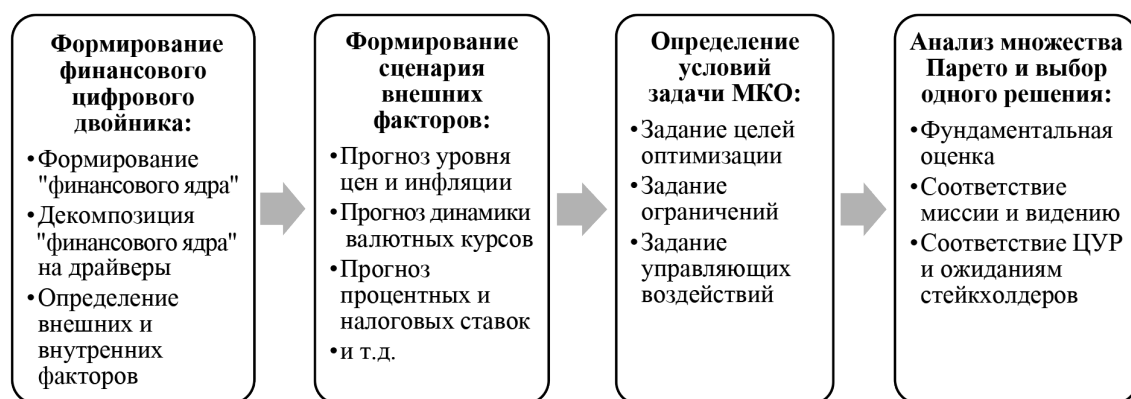 Формирование
финансового
цифрового
двойника:
•Формирование
"финансового ядра"
•Декомпозиция
"финансового ядра"
на драйверы
•Определение
внешних и
внутренних
факторов
Формирование
сценария
внешних
факторов:
•Прогноз уровня
цен и инфляции
•Прогноз динамики
валютных курсов
•Прогноз
процентных и
налоговых ставок
•и т.д.
Определение
условий
задачи МКО:
•Задание целей
оптимизации
•Задание
ограничений
•Задание
управляющих
воздействий
Анализ множества
Парето и выбор
одного решения:
•Фундаментальная
оценка
•Соответствие
миссии и видению
•Соответствие ЦУР
и ожиданиям
стейкхолдеров